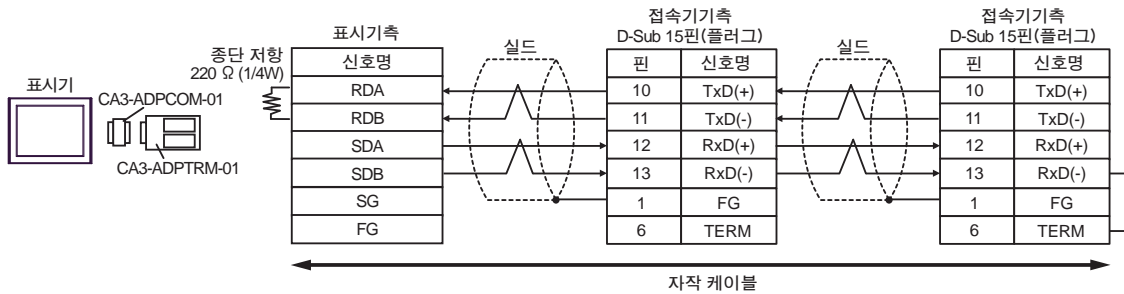 표시기
CA3-ADPCOM-01
CA3-ADPTRM-01
종단 저항
220 Ω (1/4W)
표시기측
신호명
RDA
RDB
SDA
SDB
SG
FG
실드
접속기기측
D-Sub 15핀(플러그)
핀 신호명
10 TxD(+)
11 TxD(-)
12 RxD(+)
13 RxD(-)
1 FG
6 TERM
실드
접속기기측
D-Sub 15핀(플러그)
핀 신호명
10 TxD(+)
11 TxD(-)
12 RxD(+)
13 RxD(-)
1 FG
6 TERM
자작 케이블